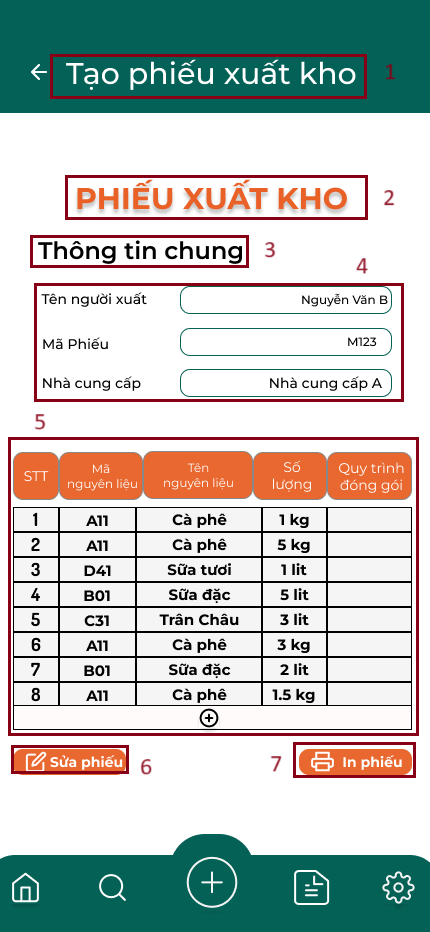 Tạo phiếu xuất kho 1
PHIẾU XUẤT KHO 2
Thông tin chung 3
4
Tên người xuất Nguyễn Văn B
Mã Phiếu M123
Nhà cung cấp Nhà cung cấp A
5
STT Mã nguyên liệu Tên nguyên liệu Số lượng Quy trình đóng gói
1 A11 Cà phê 1 kg
2 A11 Cà phê 5 kg
3 D41 Sữa tươi 1 lit
4 B01 Sữa đặc 5 lit
5 C31 Trân Châu 3 lit
6 A11 Cà phê 3 kg
7 B01 Sữa đặc 2 lit
8 A11 Cà phê 1.5 kg
Sửa phiếu 6 7 In phiếu